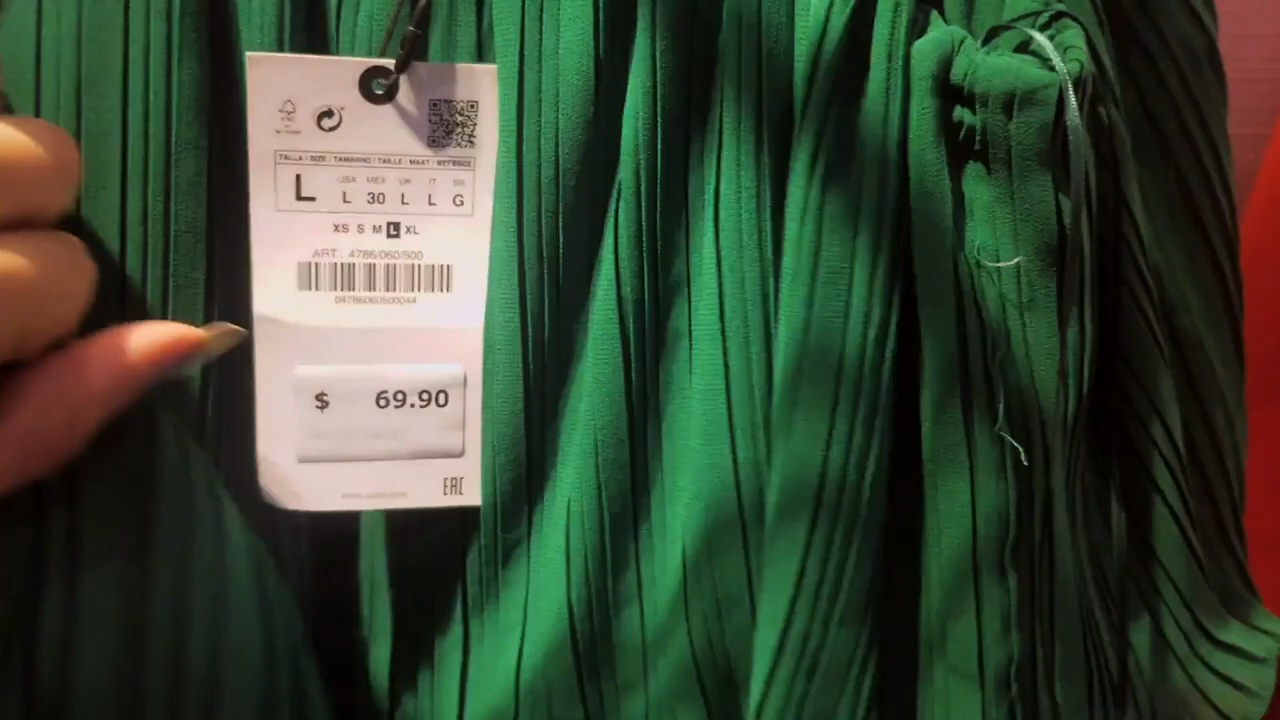 TALLA / SIZE / TAMANHO / TAILLE / MAAT /
USA MEX UK IT BR
L L 30 L L G
XS S M L XL
ART.: 4786/060/500
04786060500044
$ 69.90
EAC